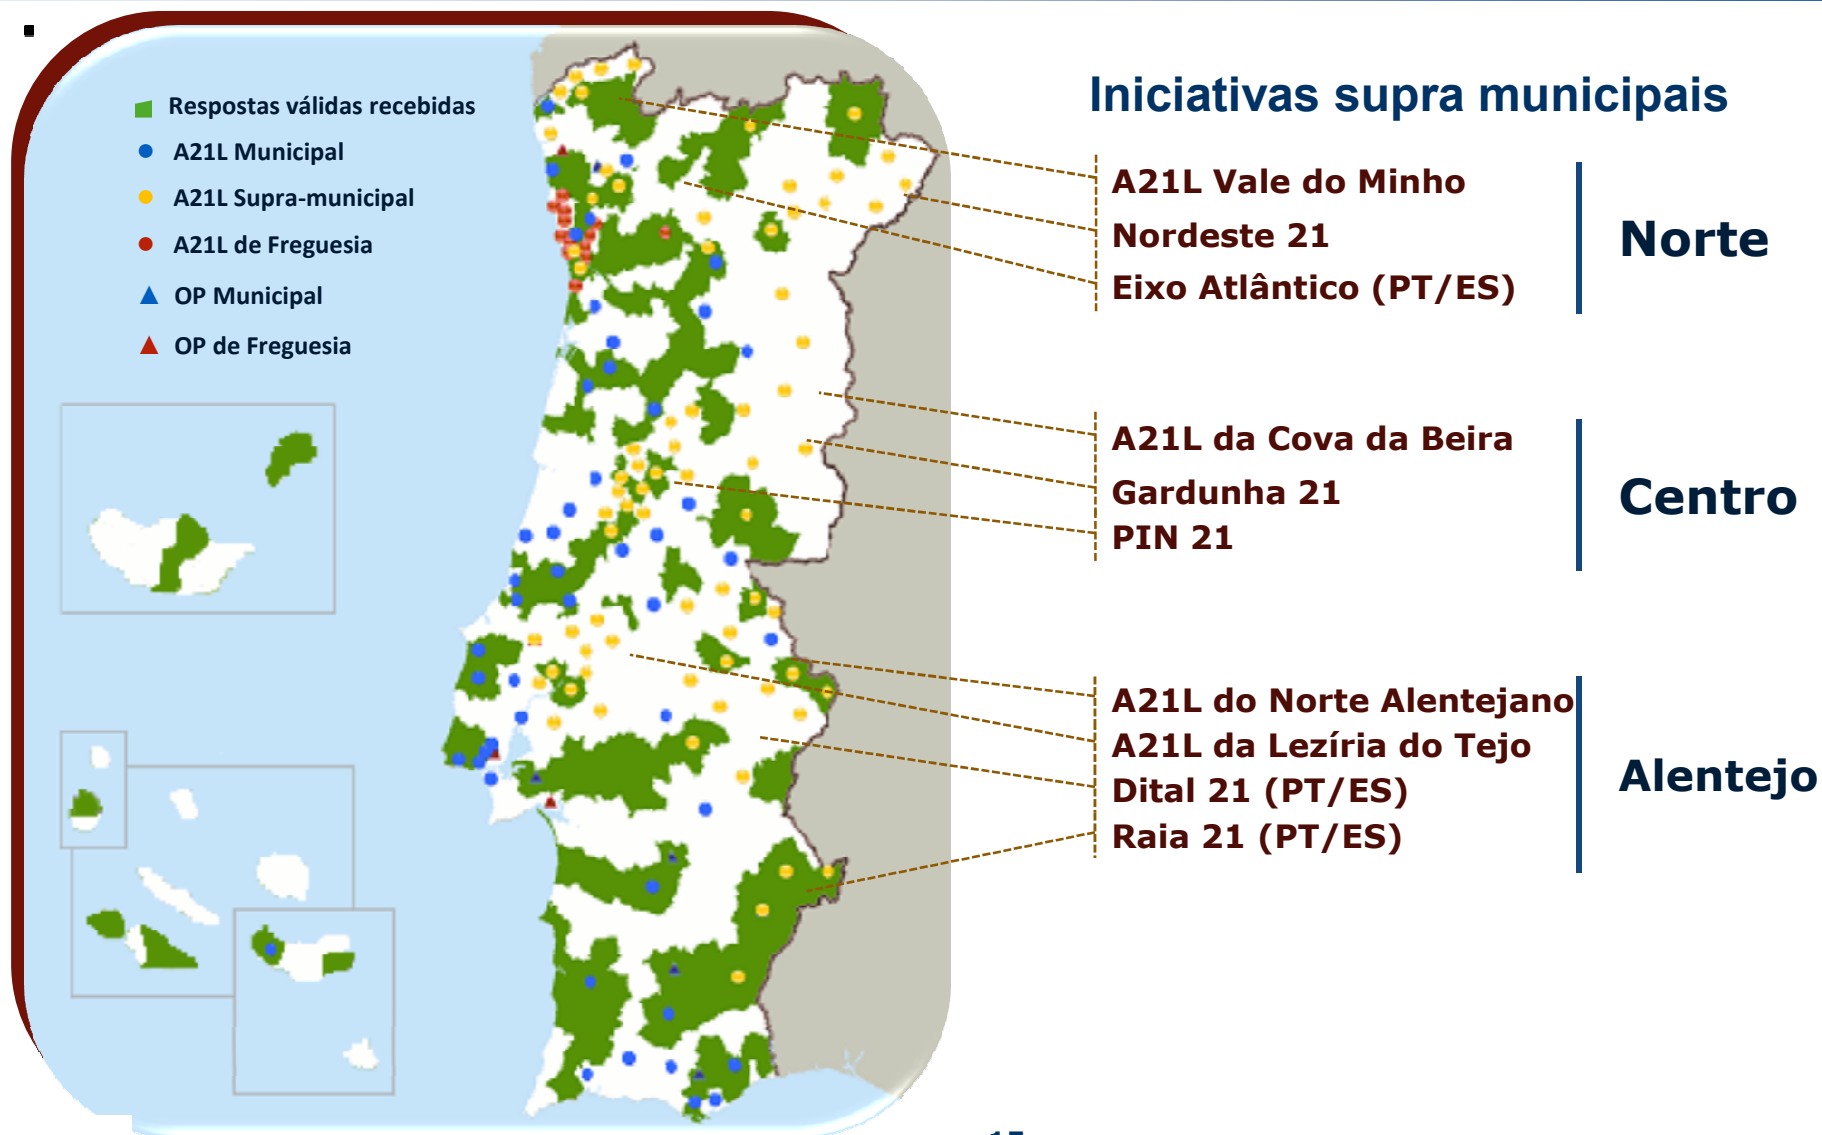 Respostas válidas recebidas
A21L Municipal
A21L Supra-municipal
A21L de Freguesia
OP Municipal
OP de Freguesia
Iniciativas supra municipais
A21L Vale do Minho
Nordeste 21
Eixo Atlântico (PT/ES)
Norte
A21L da Cova da Beira
Gardunha 21
PIN 21
Centro
A21L do Norte Alentejano
A21L da Lezíria do Tejo
Dital 21 (PT/ES)
Raia 21 (PT/ES)
Alentejo